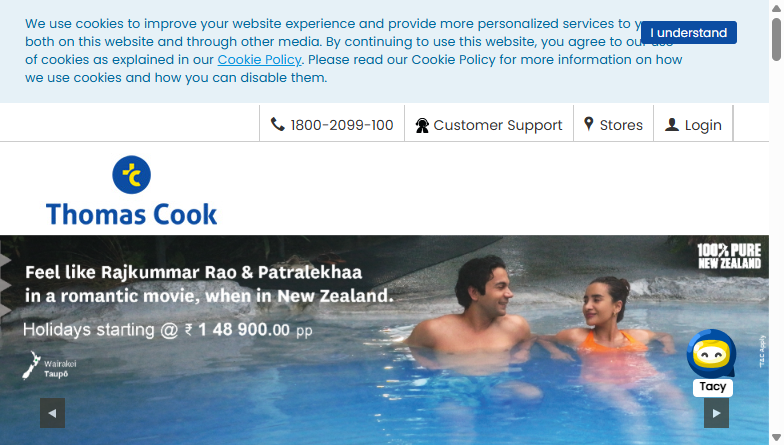 We use cookies to improve your website experience and provide more personalized services to
both on this website and through other media. By continuing to use this website, you agree to our use
of cookies as explained in our Cookie Policy. Please read our Cookie Policy for more information on how
we use cookies and how you can disable them.
I understand
1800-2099-100 Customer Support Stores Login
Thomas Cook
100% PURE
NEW ZEALAND
Feel like Rajkummar Rao & Patralekhaa
in a romantic movie, when in New Zealand.
Holidays starting @ ₹ 1 48 900.00 pp
Wairakei
Taupō
*T&C Apply
Tacy